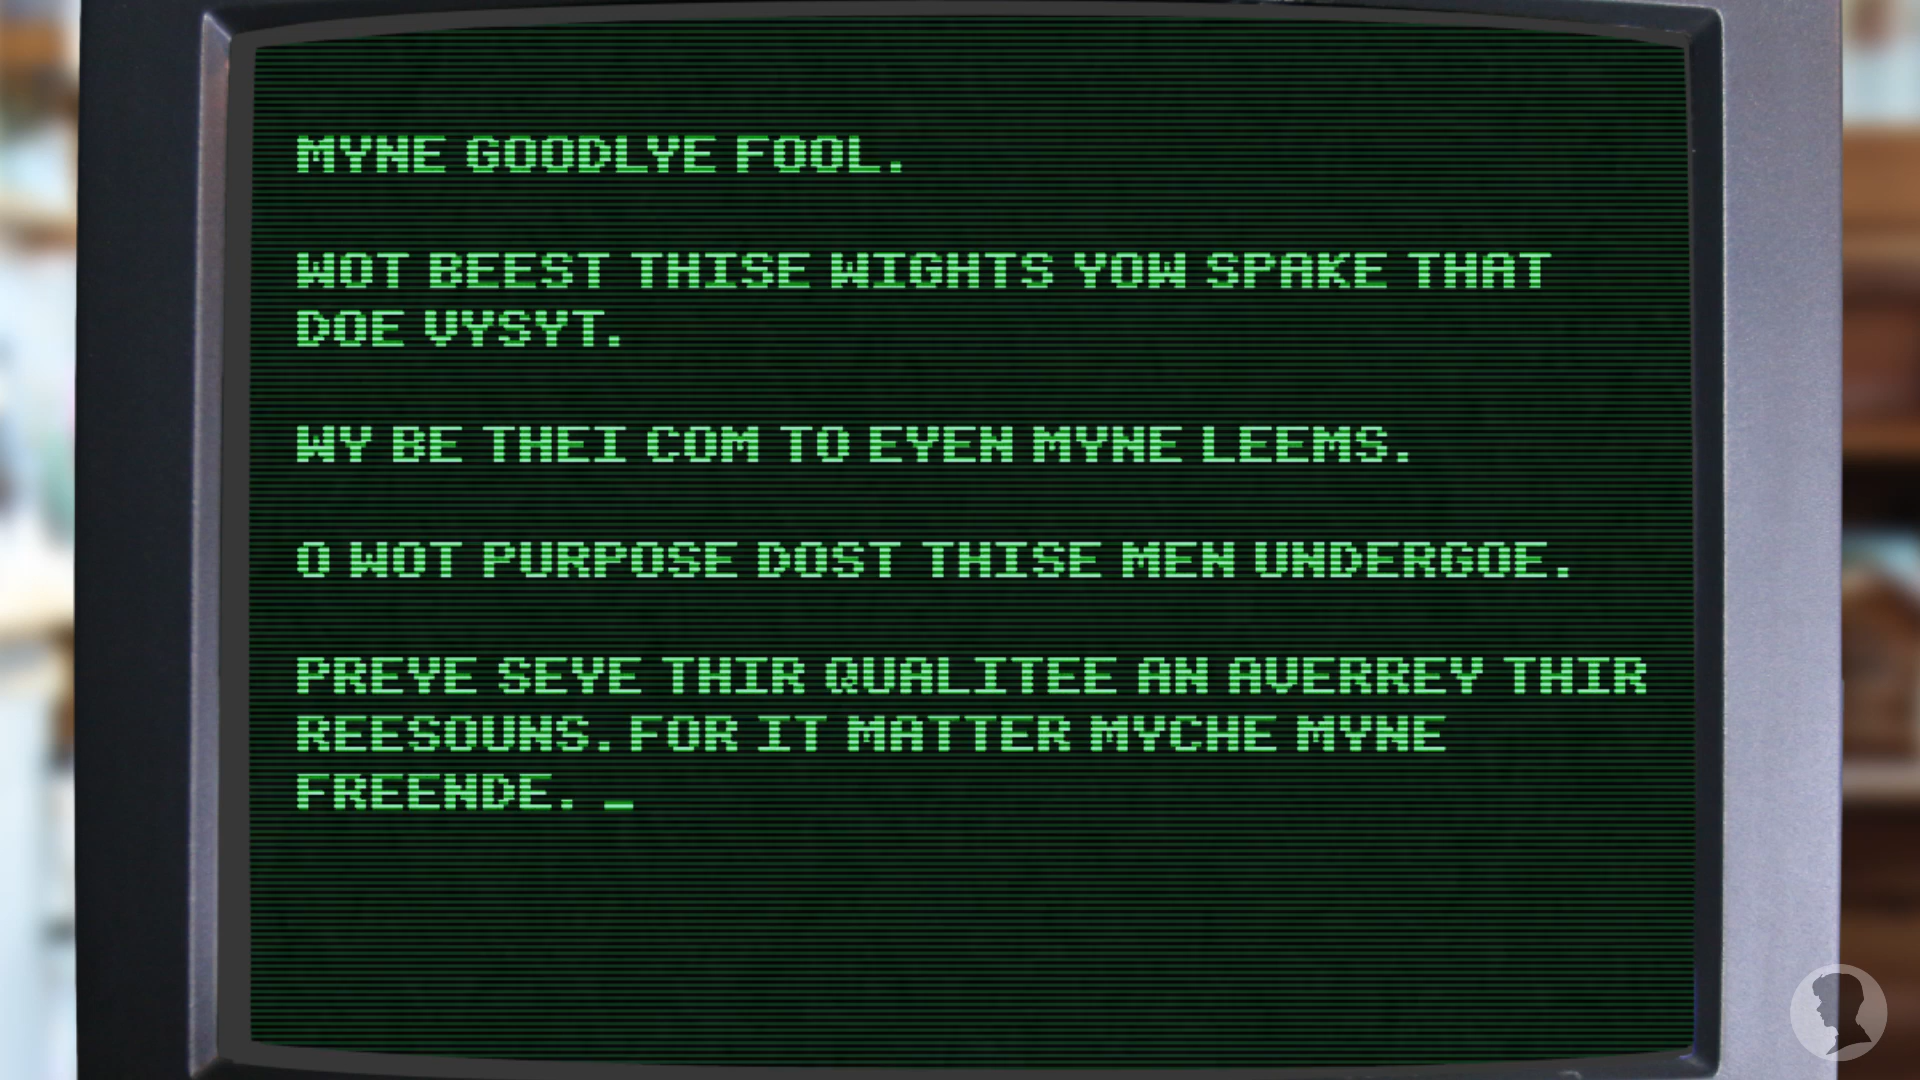 MYNE GOODLYE FOOL.
WOT BEEST THISE WIGHTS YOW SPAKE THAT
DOE VYSYT.
WY BE THEI COM TO EYEN MYNE LEEMS.
O WOT PURPOSE DOST THISE MEN UNDERGOE.
PREYE SEYE THIR QUALITEE AN AVERREY THIR
REESOUNS. FOR IT MATTER MYCHE MYNE
FREENDE. _